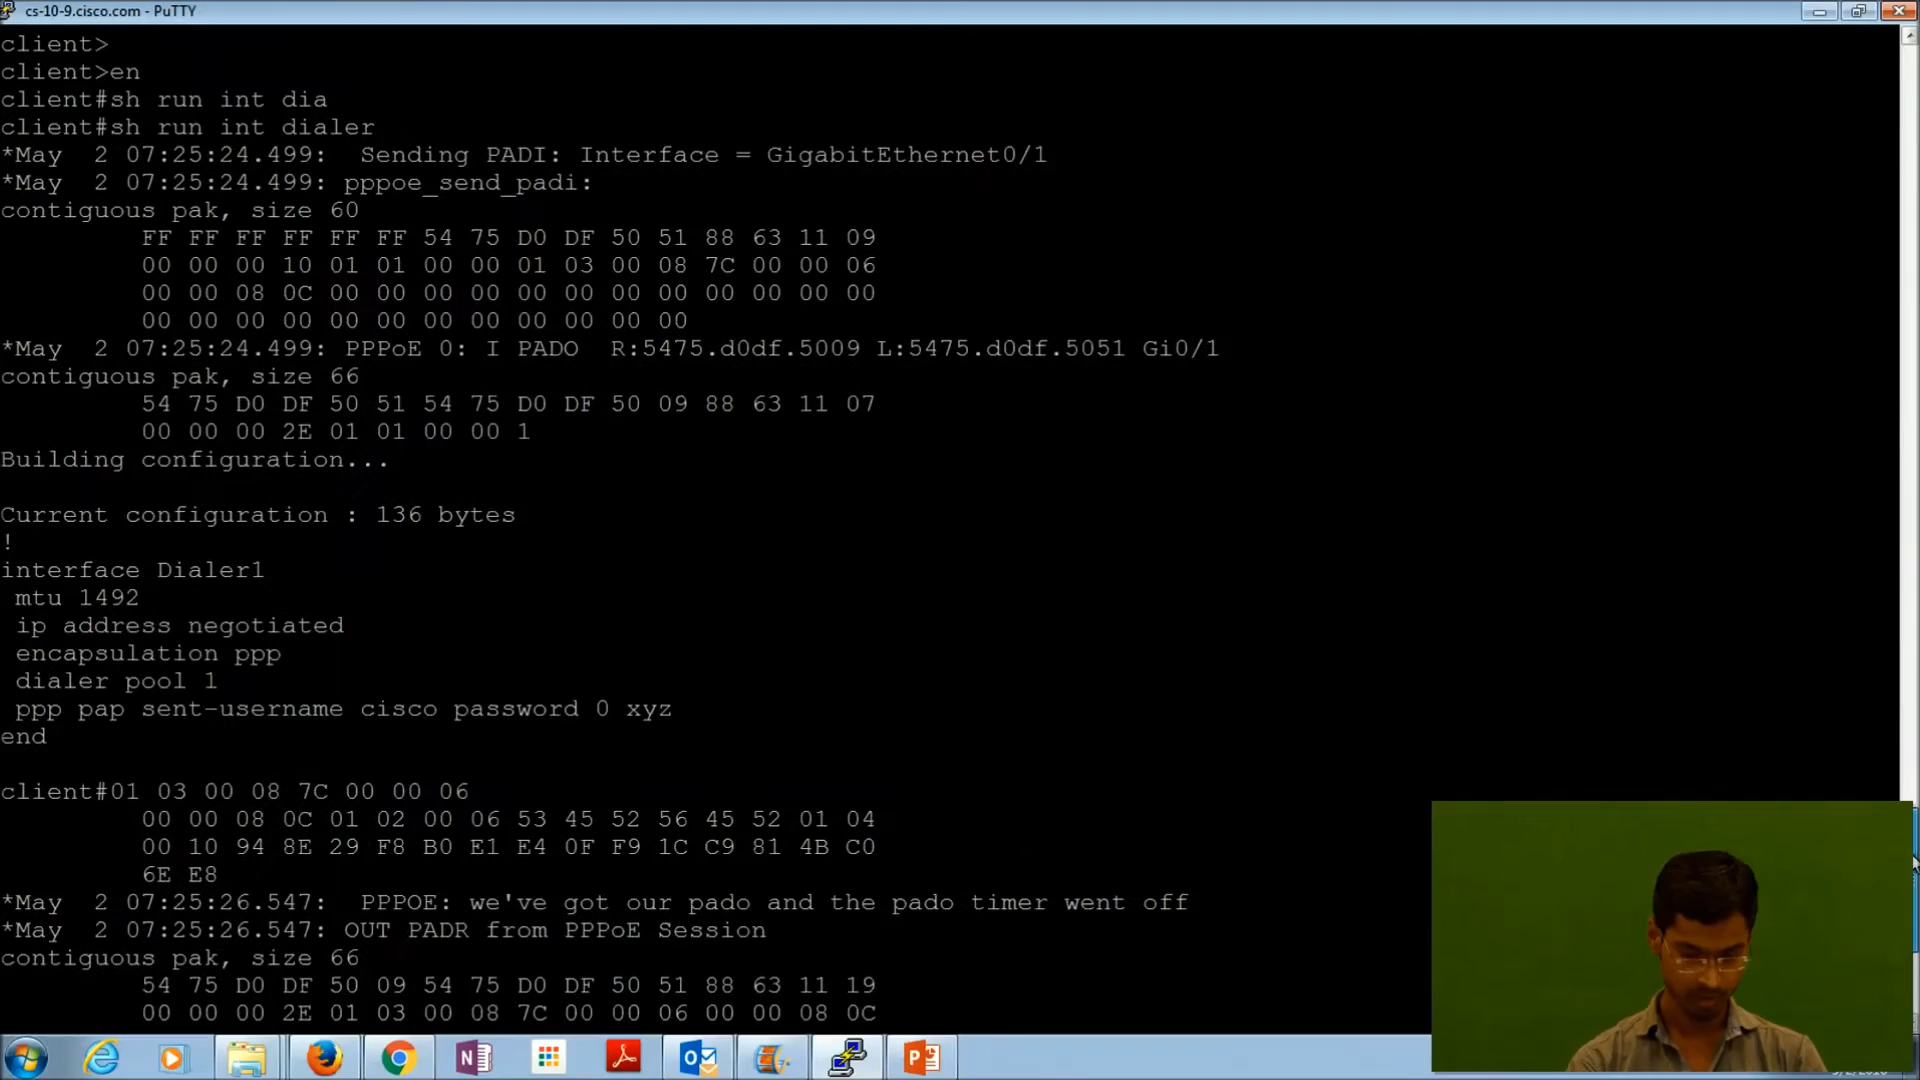 cs-10-9.cisco.com - PuTTY
client>
client>en
client#sh run int dia
client#sh run int dialer
*May  2 07:25:24.499:  Sending PADI: Interface = GigabitEthernet0/1
*May  2 07:25:24.499: pppoe_send_padi:
contiguous pak, size 60
         FF FF FF FF FF FF 54 75 D0 DF 50 51 88 63 11 09
         00 00 00 10 01 01 00 00 01 03 00 08 7C 00 00 06
         00 00 08 0C 00 00 00 00 00 00 00 00 00 00 00 00
         00 00 00 00 00 00 00 00 00 00 00 00
*May  2 07:25:24.499: PPPoE 0: I PADO  R:5475.d0df.5009 L:5475.d0df.5051 Gi0/1
contiguous pak, size 66
         54 75 D0 DF 50 51 54 75 D0 DF 50 09 88 63 11 07
         00 00 00 2E 01 01 00 00 1
Building configuration...
Current configuration : 136 bytes
!
interface Dialer1
 mtu 1492
 ip address negotiated
 encapsulation ppp
 dialer pool 1
 ppp pap sent-username cisco password 0 xyz
end
client#01 03 00 08 7C 00 00 06
         00 00 08 0C 01 02 00 06 53 45 52 56 45 52 01 04
         00 10 94 8E 29 F8 B0 E1 E4 0F F9 1C C9 81 4B C0
         6E E8
*May  2 07:25:26.547:  PPPOE: we've got our pado and the pado timer went off
*May  2 07:25:26.547: OUT PADR from PPPoE Session
contiguous pak, size 66
         54 75 D0 DF 50 09 54 75 D0 DF 50 51 88 63 11 19
         00 00 00 2E 01 03 00 08 7C 00 00 06 00 00 08 0C